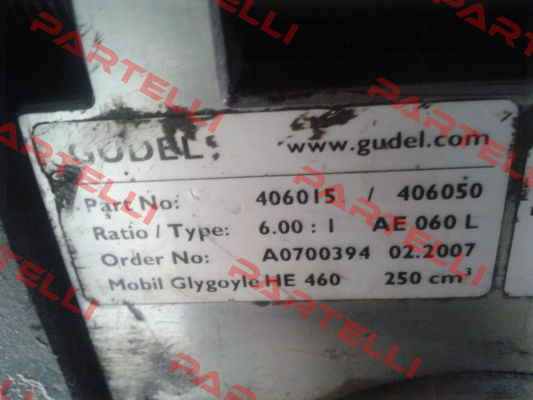 GUDEL www.gudel.com
Part No: 406015 / 406050
Ratio / Type: 6.00 : 1 AE 060 L
Order No: A0700394 02.2007
Mobil Glygoyle HE 460 250 cm³
PARTELLI
PARTELLI
PARTELLI
PARTELLI
PARTELLI
PARTELLI